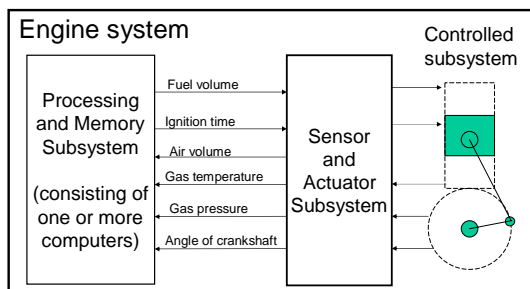 Engine system
Controlled
subsystem
Processing
and Memory
Subsystem
(consisting of
one or more
computers)
Fuel volume
Ignition time
Air volume
Gas temperature
Gas pressure
Angle of crankshaft
Sensor
and
Actuator
Subsystem